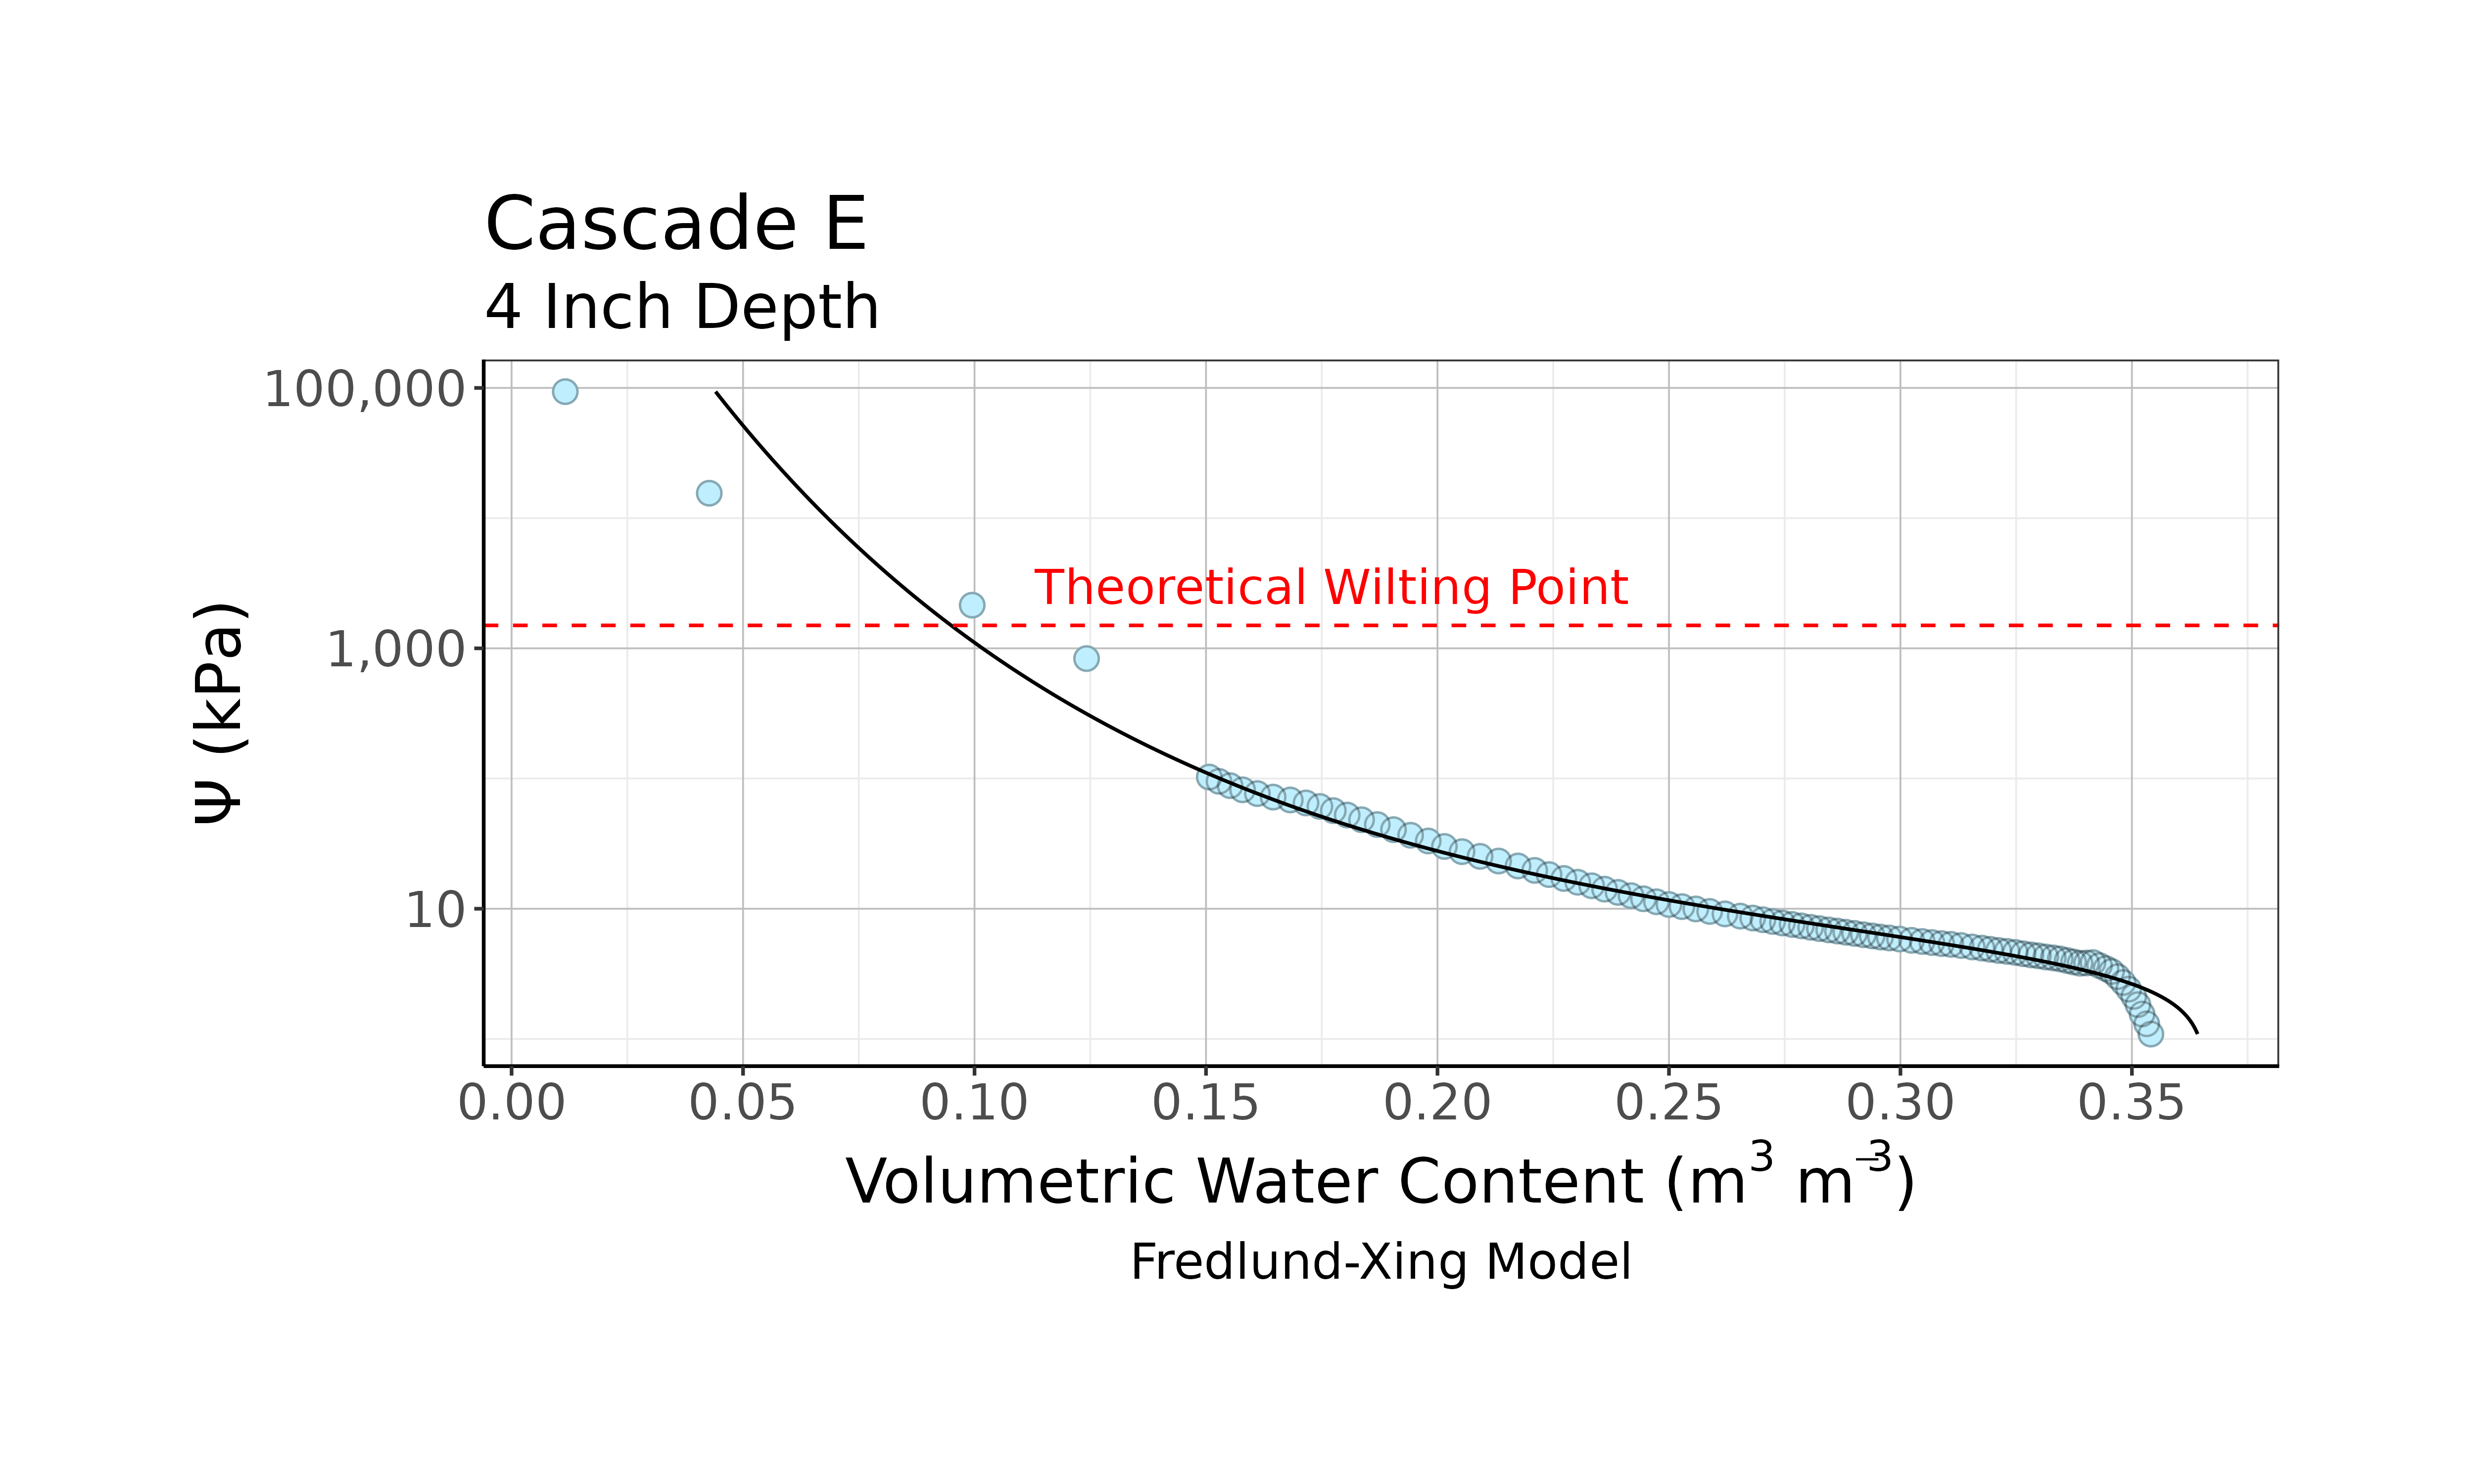 Cascade E
4 Inch Depth
100,000
1,000
10
Ψ (kPa)
Theoretical Wilting Point
0.00 0.05 0.10 0.15 0.20 0.25 0.30 0.35
Volumetric Water Content (m³ m⁻³)
Fredlund-Xing Model